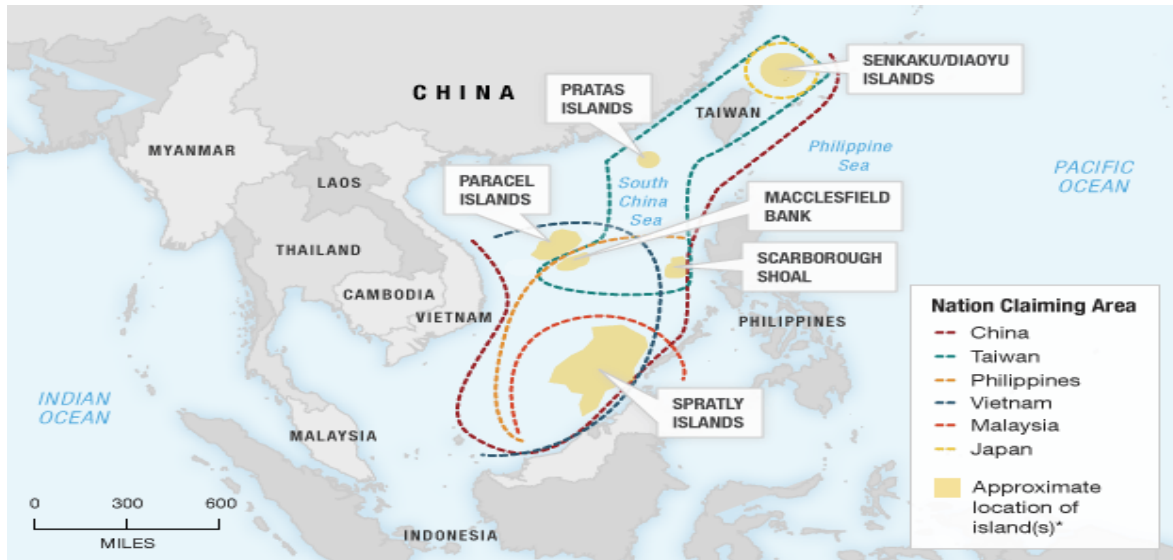 CHINA
PRATAS
ISLANDS
SENKAKU/DIAOYU
ISLANDS
TAIWAN
MYANMAR
LAOS
PARACEL
ISLANDS
South
China
Sea
Philippine
Sea
PACIFIC
OCEAN
MACCLESFIELD
BANK
THAILAND
SCARBOROUGH
SHOAL
CAMBODIA
VIETNAM
PHILIPPINES
INDIAN
OCEAN
MALAYSIA
SPRATLY
ISLANDS
INDONESIA
0 300 600
MILES
Nation Claiming Area
China
Taiwan
Philippines
Vietnam
Malaysia
Japan
Approximate
location of
island(s)*